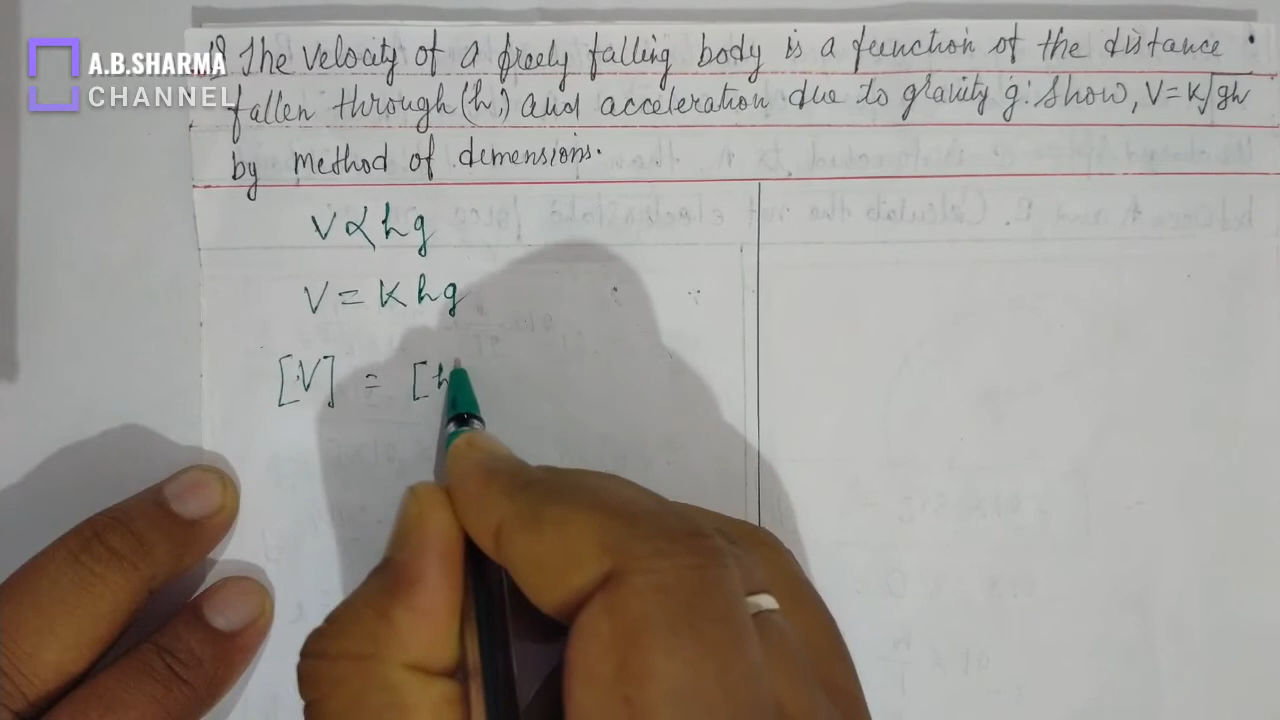 A.B.SHARMA
CHANNEL
The velocity of a freely falling body is a function of the distance
fallen through (h) and acceleration due to gravity g. Show, V=K√gh
by method of demensions.
V ∝ hg
V = K hg
[V] = [h